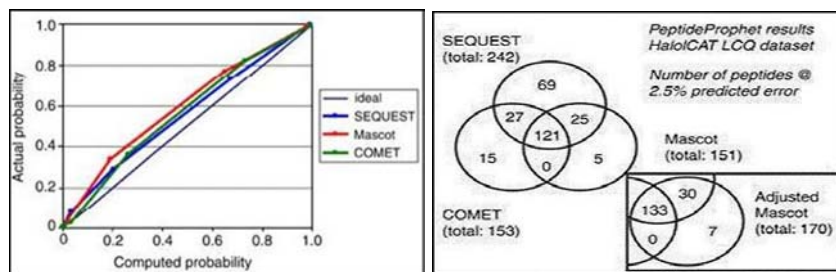 1.0
0.8
0.6
0.4
0.2
0
0 0.2 0.4 0.6 0.8 1.0
Actual probability
Computed probability
ideal
SEQUEST
Mascot
COMET
PeptideProphet results
HaloICAT LCQ dataset
Number of peptides @
2.5% predicted error
SEQUEST
(total: 242)
69
27
25
121
15
0
5
Mascot
(total: 151)
COMET
(total: 153)
30
133
0
7
Adjusted
Mascot
(total: 170)